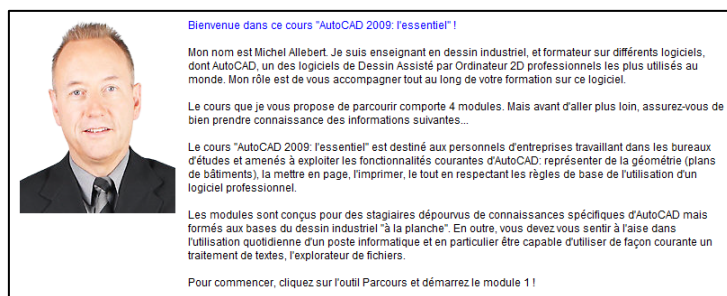 Bienvenue dans ce cours "AutoCAD 2009: l'essentiel" !
Mon nom est Michel Allebert. Je suis enseignant en dessin industriel, et formateur sur différents logiciels,
dont AutoCAD, un des logiciels de Dessin Assisté par Ordinateur 2D professionnels les plus utilisés au
monde. Mon rôle est de vous accompagner tout au long de votre formation sur ce logiciel.
Le cours que je vous propose de parcourir comporte 4 modules. Mais avant d'aller plus loin, assurez-vous de
bien prendre connaissance des informations suivantes...
Le cours "AutoCAD 2009: l'essentiel" est destiné aux personnels d'entreprises travaillant dans les bureaux
d'études et amenés à exploiter les fonctionnalités courantes d'AutoCAD: représenter de la géométrie (plans
de bâtiments), la mettre en page, l'imprimer, le tout en respectant les règles de base de l'utilisation d'un
logiciel professionnel.
Les modules sont conçus pour des stagiaires dépourvus de connaissances spécifiques d'AutoCAD mais
formés aux bases du dessin industriel "à la planche". En outre, vous devez vous sentir à l'aise dans
l'utilisation quotidienne d'un poste informatique et en particulier être capable d'utiliser de façon courante un
traitement de textes, l'explorateur de fichiers.
Pour commencer, cliquez sur l'outil Parcours et démarrez le module 1 !